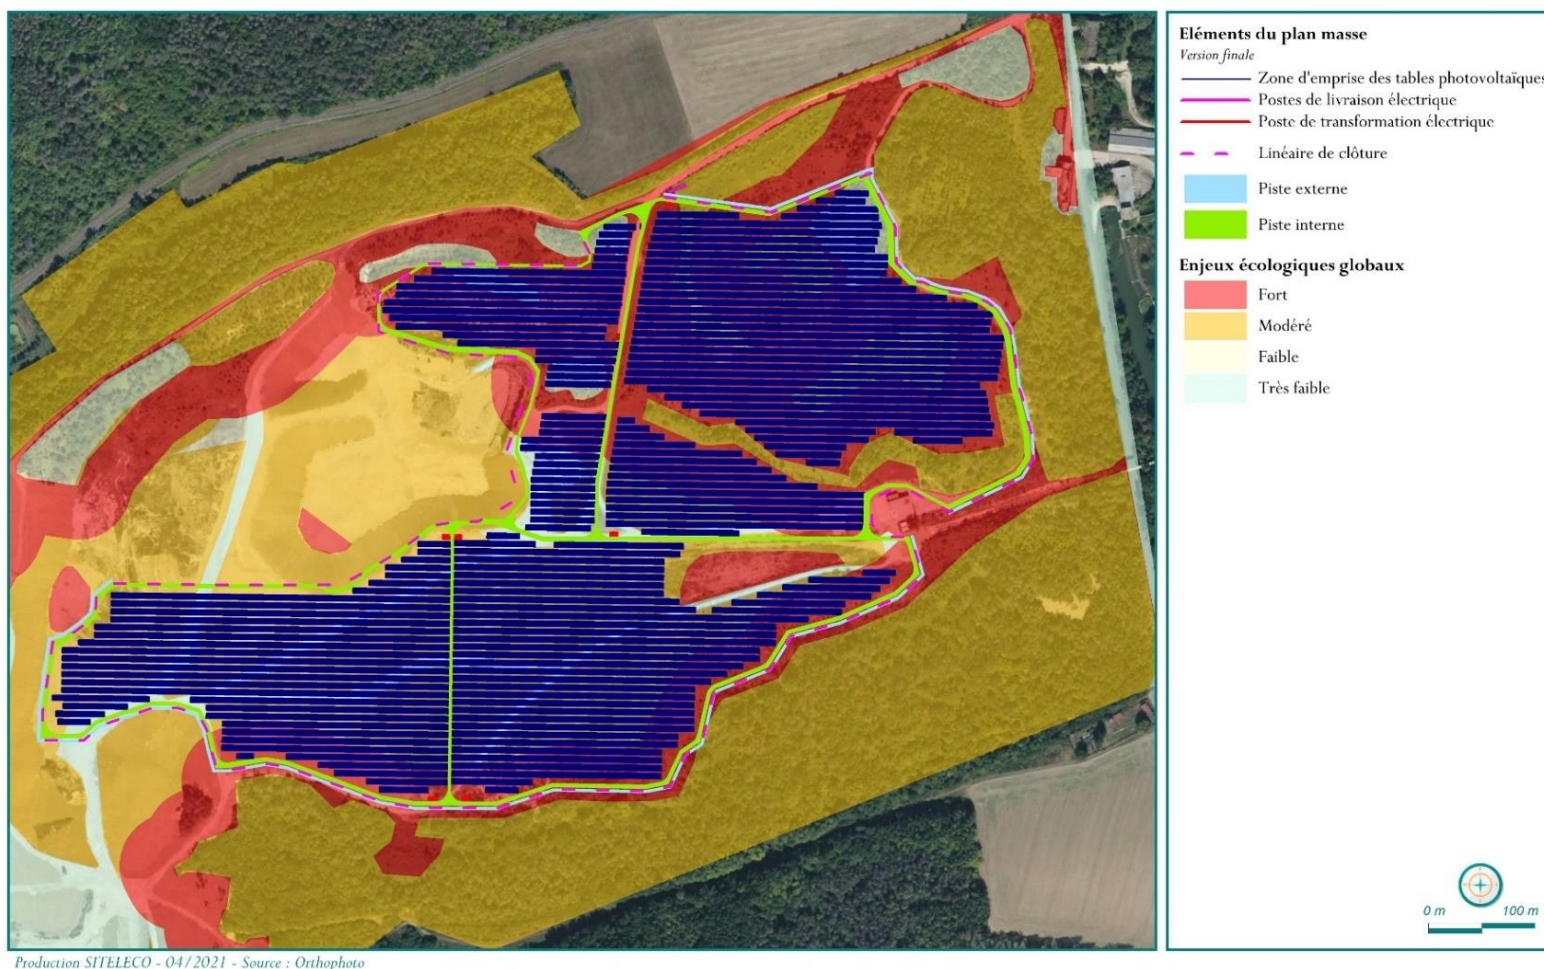 Eléments du plan masse
Version finale
Zone d'emprise des tables photovoltaïques
Postes de livraison électrique
Poste de transformation électrique
Linéaire de clôture
Piste externe
Piste interne
Enjeux écologiques globaux
Fort
Modéré
Faible
Très faible
0 m 100 m
Production SITELECO - 04/2021 - Source : Orthophoto